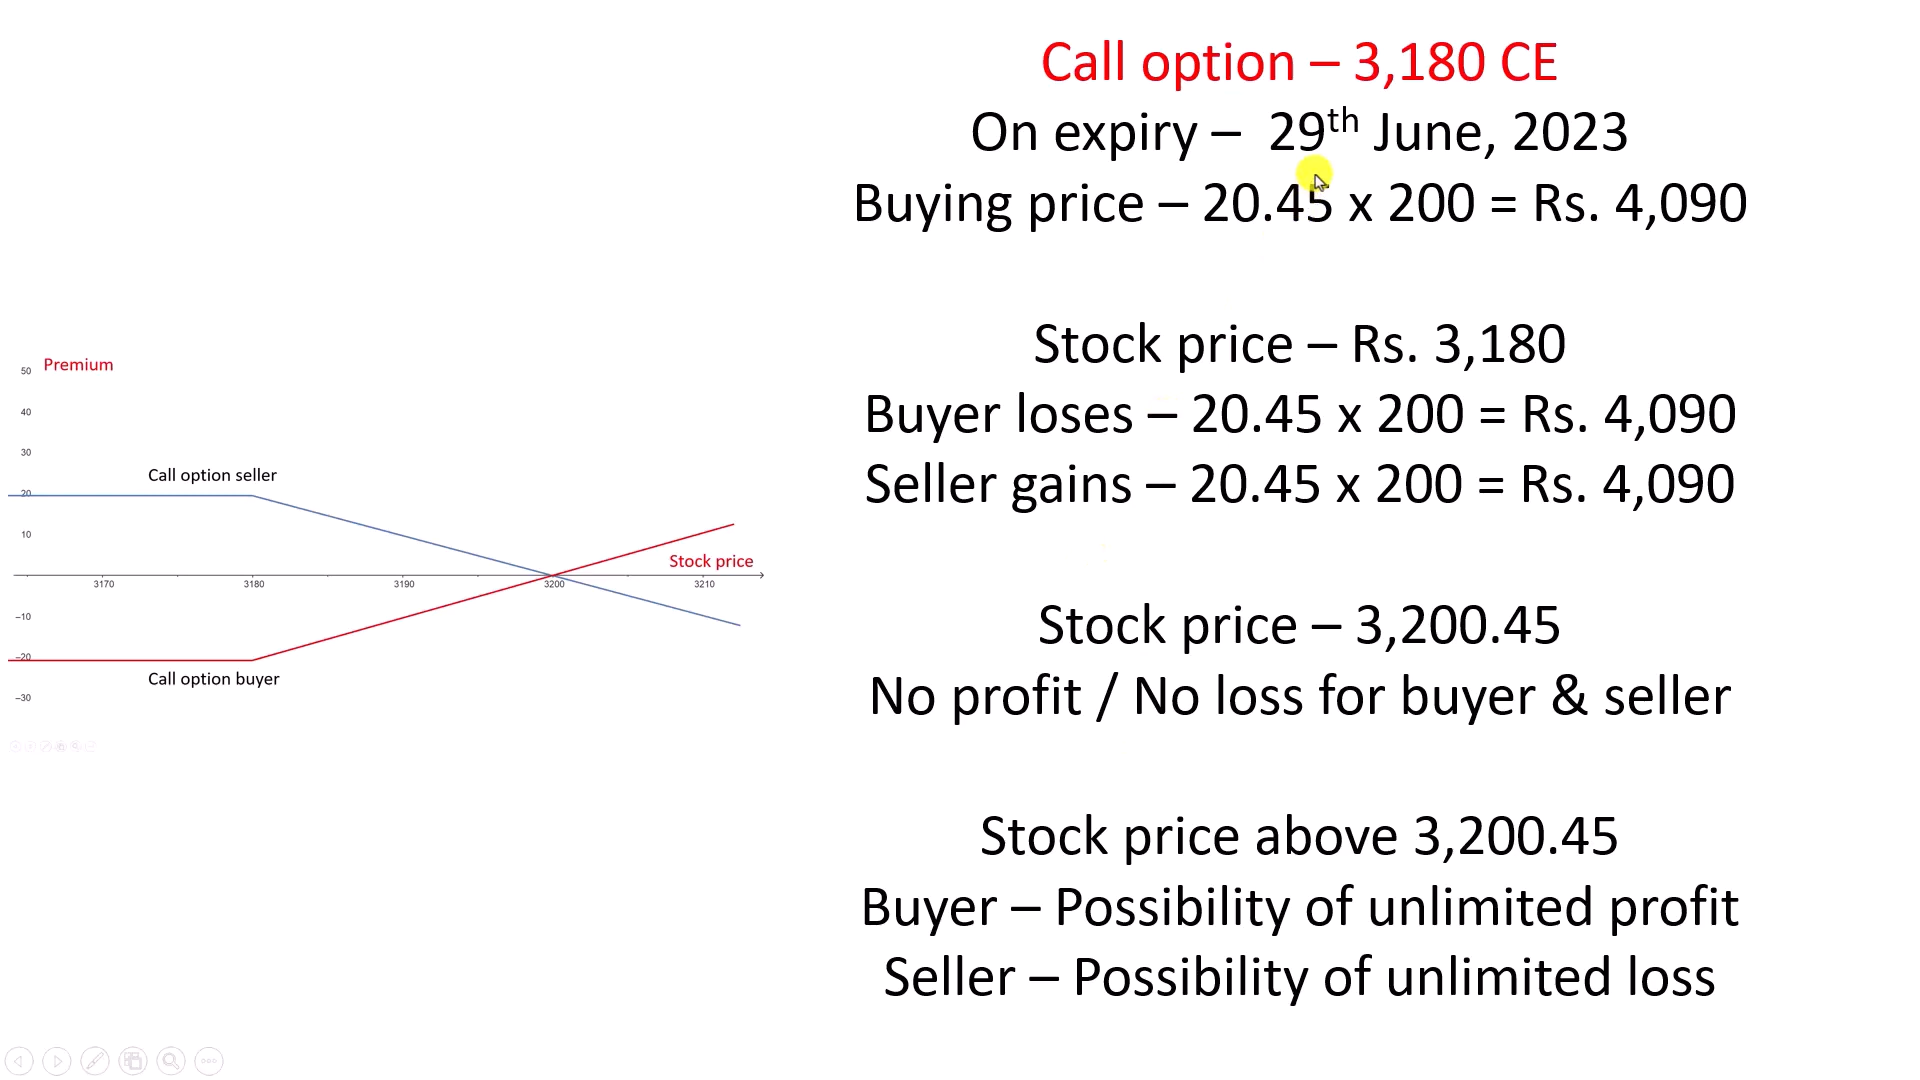 Call option – 3,180 CE
On expiry – 29th June, 2023
Buying price – 20.45 x 200 = Rs. 4,090
Stock price – Rs. 3,180
Buyer loses – 20.45 x 200 = Rs. 4,090
Seller gains – 20.45 x 200 = Rs. 4,090
Stock price – 3,200.45
No profit / No loss for buyer & seller
Stock price above 3,200.45
Buyer – Possibility of unlimited profit
Seller – Possibility of unlimited loss
Premium
50
40
30
Call option seller
20
10
Stock price
3170 3180 3190 3200 3210
–10
–20
Call option buyer
–30